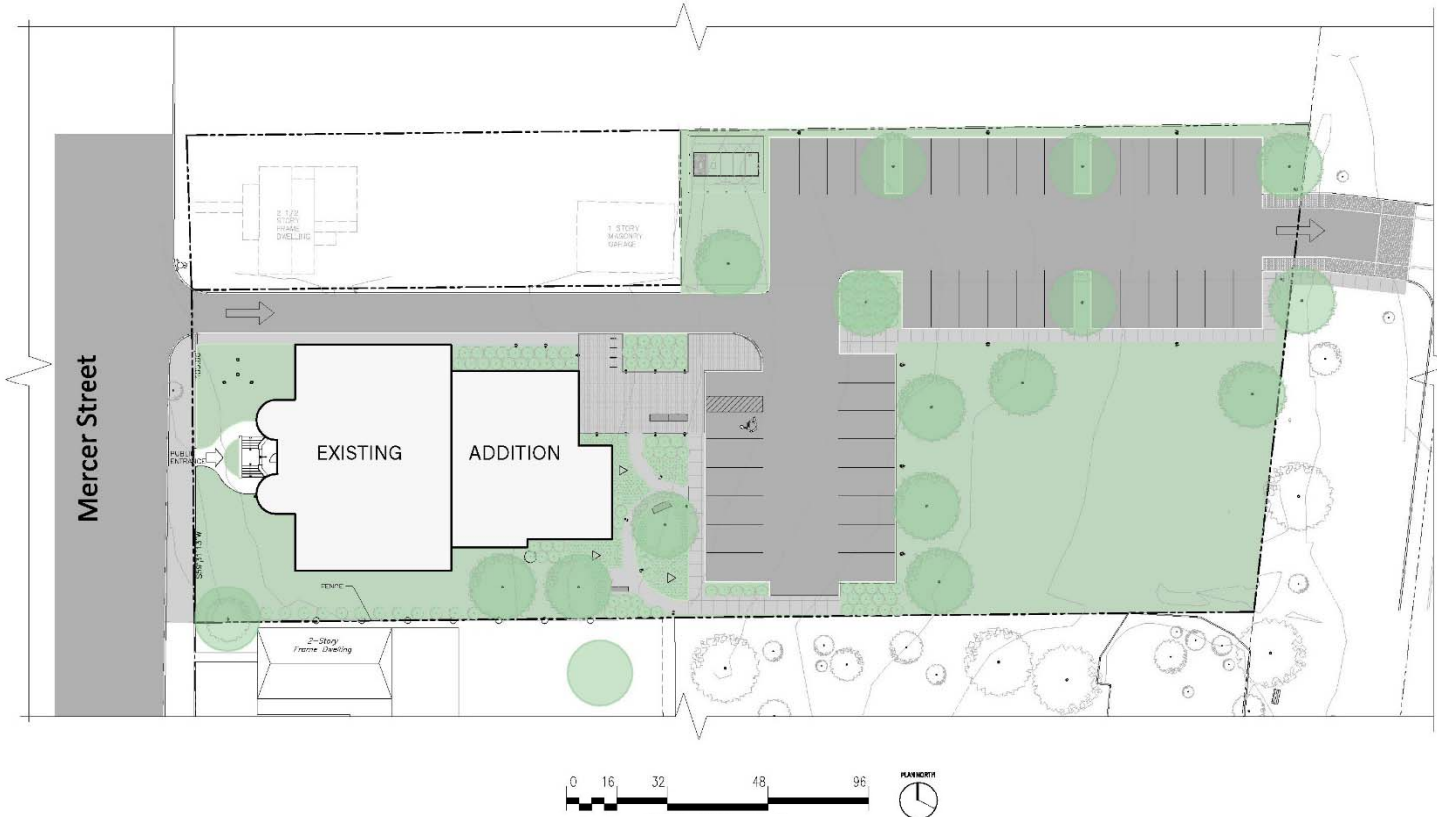 2 1/2
STORY
FRAME
DWELLING
1 STORY
MASONRY
GARAGE
Mercer Street
PUBLIC
ENTRANCE
EXISTING
ADDITION
FENCE
2-Story
Frame Dwelling
0 16 32 48 96
PLAN NORTH